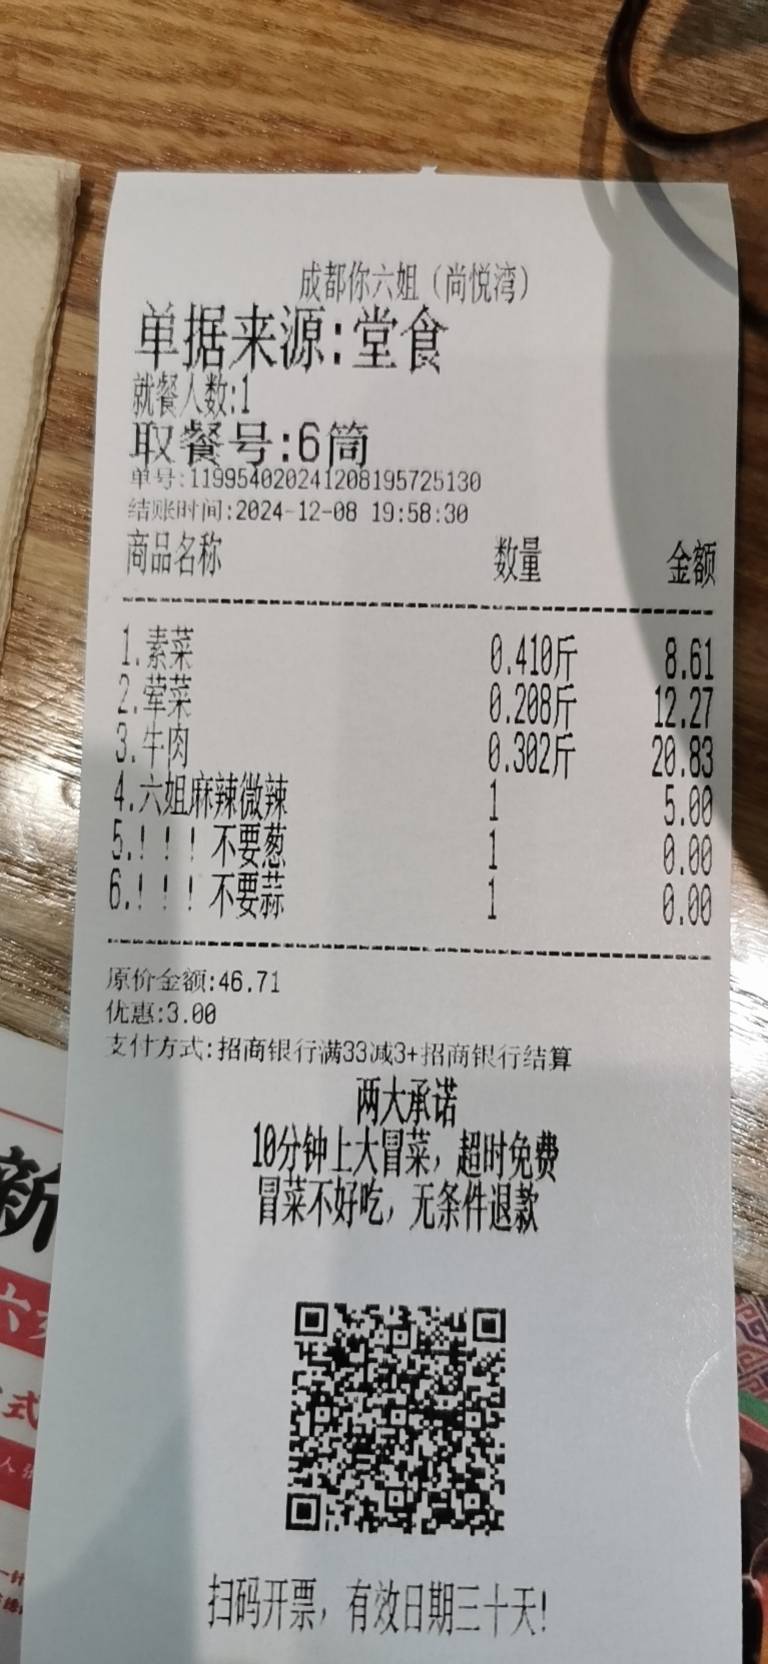 成都你六姐（尚悦湾）
单据来源:堂食
就餐人数:1
取餐号:6筒
单号:119954020241208195725130
结账时间:2024-12-08 19:58:30
商品名称 数量 金额
1.素菜 0.410斤 8.61
2.荤菜 0.208斤 12.27
3.牛肉 0.302斤 20.83
4.六姐麻辣微辣 1 5.00
5.！！！不要葱 1 0.00
6.！！！不要蒜 1 0.00
原价金额:46.71
优惠:3.00
支付方式:招商银行满33减3+招商银行结算
两大承诺
10分钟上大冒菜，超时免费
冒菜不好吃，无条件退款
扫码开票，有效日期三十天!
新
六
式